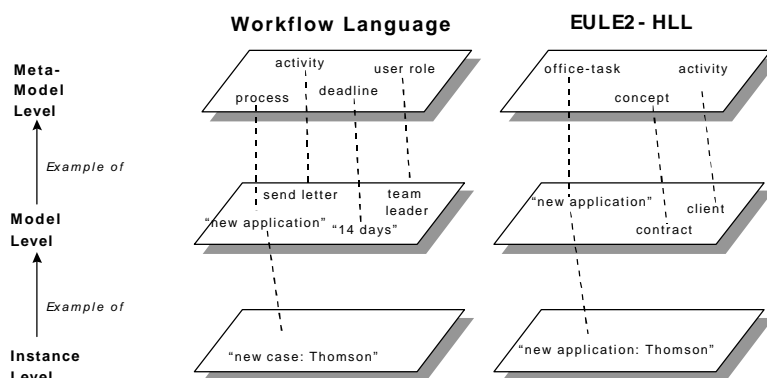 Workflow Language
EULE2 - HLL
Meta-
Model
Level
activity
user role
deadline
process
office-task
activity
concept
Example of
Model
Level
send letter
team
leader
"new application"
"14 days"
"new application"
client
contract
Example of
Instance
Level
"new case: Thomson"
"new application: Thomson"